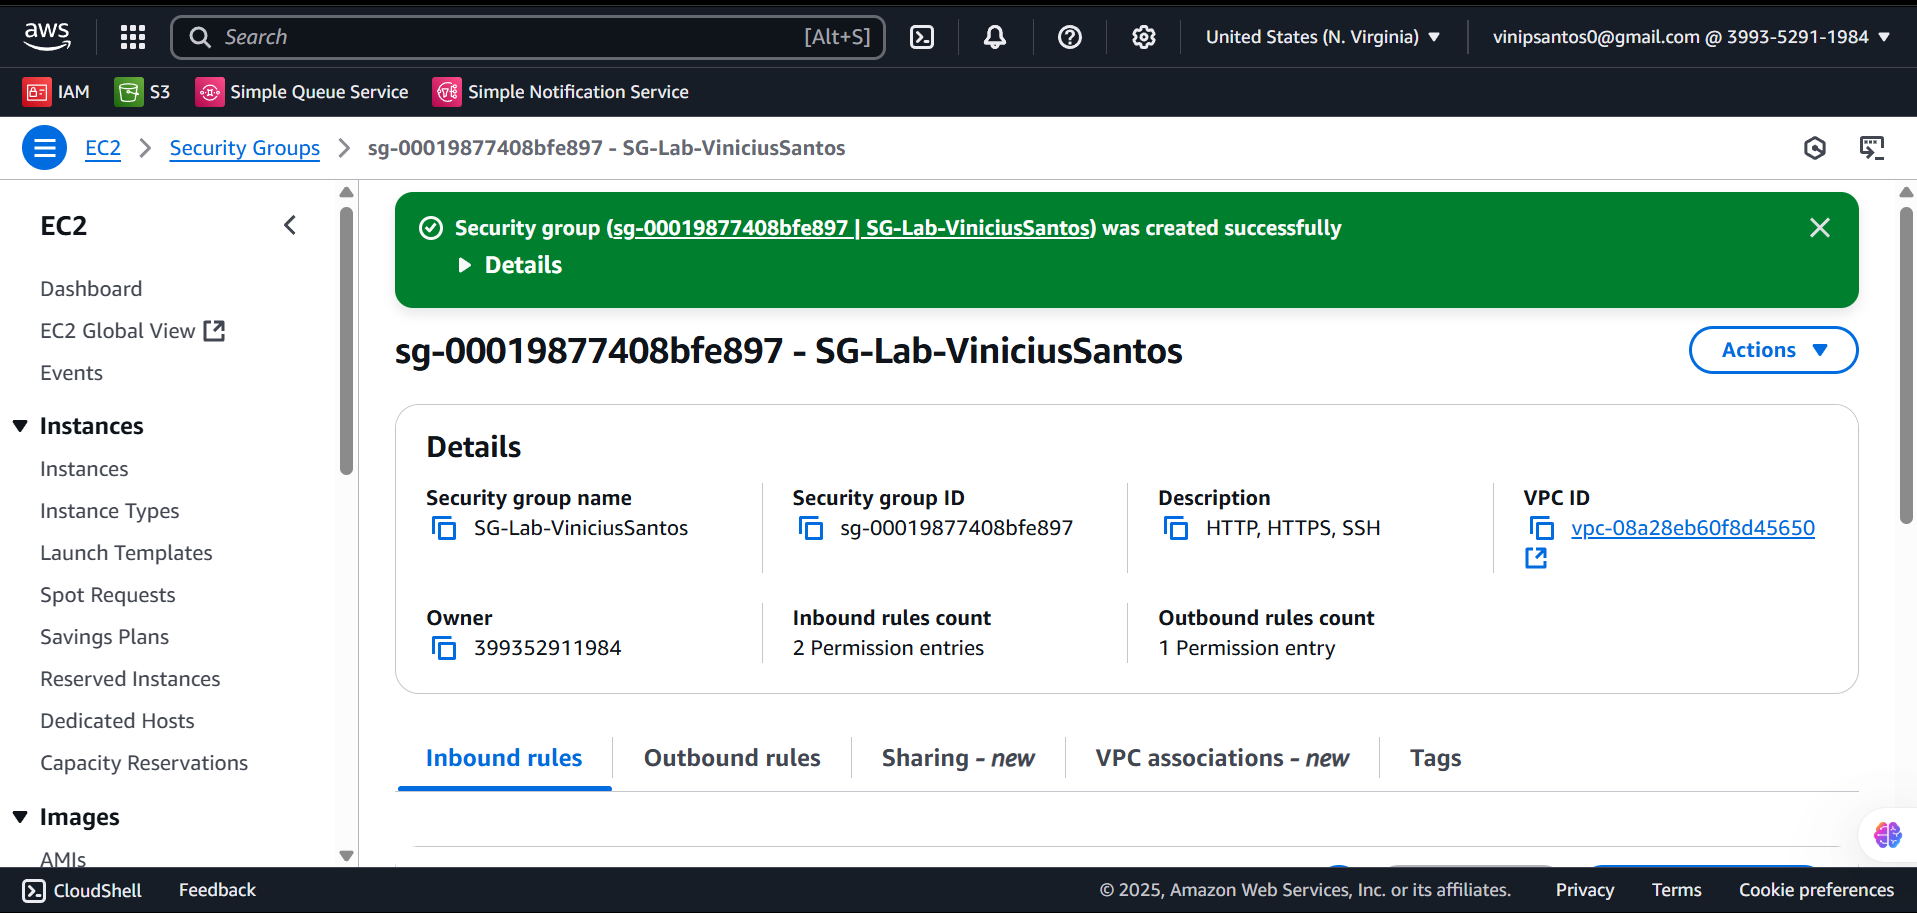 aws
Search [Alt+S]
United States (N. Virginia)
vinipsantos0@gmail.com @ 3993-5291-1984
IAM
S3
Simple Queue Service
Simple Notification Service
EC2
Security Groups
sg-00019877408bfe897 - SG-Lab-ViniciusSantos
EC2
Dashboard
EC2 Global View
Events
Instances
Instances
Instance Types
Launch Templates
Spot Requests
Savings Plans
Reserved Instances
Dedicated Hosts
Capacity Reservations
Images
AMIs
Security group (sg-00019877408bfe897 | SG-Lab-ViniciusSantos) was created successfully
Details
sg-00019877408bfe897 - SG-Lab-ViniciusSantos
Actions
Details
Security group name
SG-Lab-ViniciusSantos
Security group ID
sg-00019877408bfe897
Description
HTTP, HTTPS, SSH
VPC ID
vpc-08a28eb60f8d45650
Owner
399352911984
Inbound rules count
2 Permission entries
Outbound rules count
1 Permission entry
Inbound rules
Outbound rules
Sharing - new
VPC associations - new
Tags
CloudShell
Feedback
© 2025, Amazon Web Services, Inc. or its affiliates.
Privacy
Terms
Cookie preferences